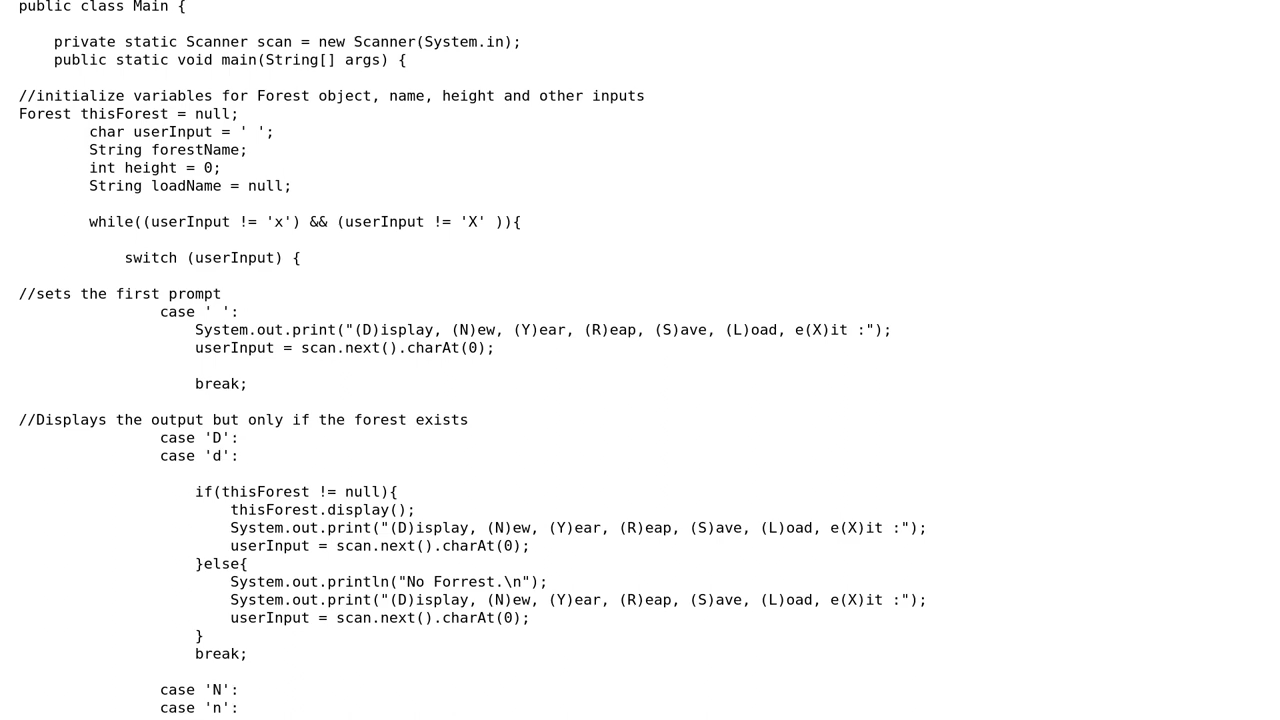 public class Main {
private static Scanner scan = new Scanner(System.in);
public static void main(String[] args) {
//initialize variables for Forest object, name, height and other inputs
Forest thisForest = null;
char userInput = ' ';
String forestName;
int height = 0;
String loadName = null;
while((userInput != 'x') && (userInput != 'X' )){
switch (userInput) {
//sets the first prompt
case ' ':
System.out.print("(D)isplay, (N)ew, (Y)ear, (R)eap, (S)ave, (L)oad, e(X)it :");
userInput = scan.next().charAt(0);
break;
//Displays the output but only if the forest exists
case 'D':
case 'd':
if(thisForest != null){
thisForest.display();
System.out.print("(D)isplay, (N)ew, (Y)ear, (R)eap, (S)ave, (L)oad, e(X)it :");
userInput = scan.next().charAt(0);
}else{
System.out.println("No Forrest.\n");
System.out.print("(D)isplay, (N)ew, (Y)ear, (R)eap, (S)ave, (L)oad, e(X)it :");
userInput = scan.next().charAt(0);
}
break;
case 'N':
case 'n':